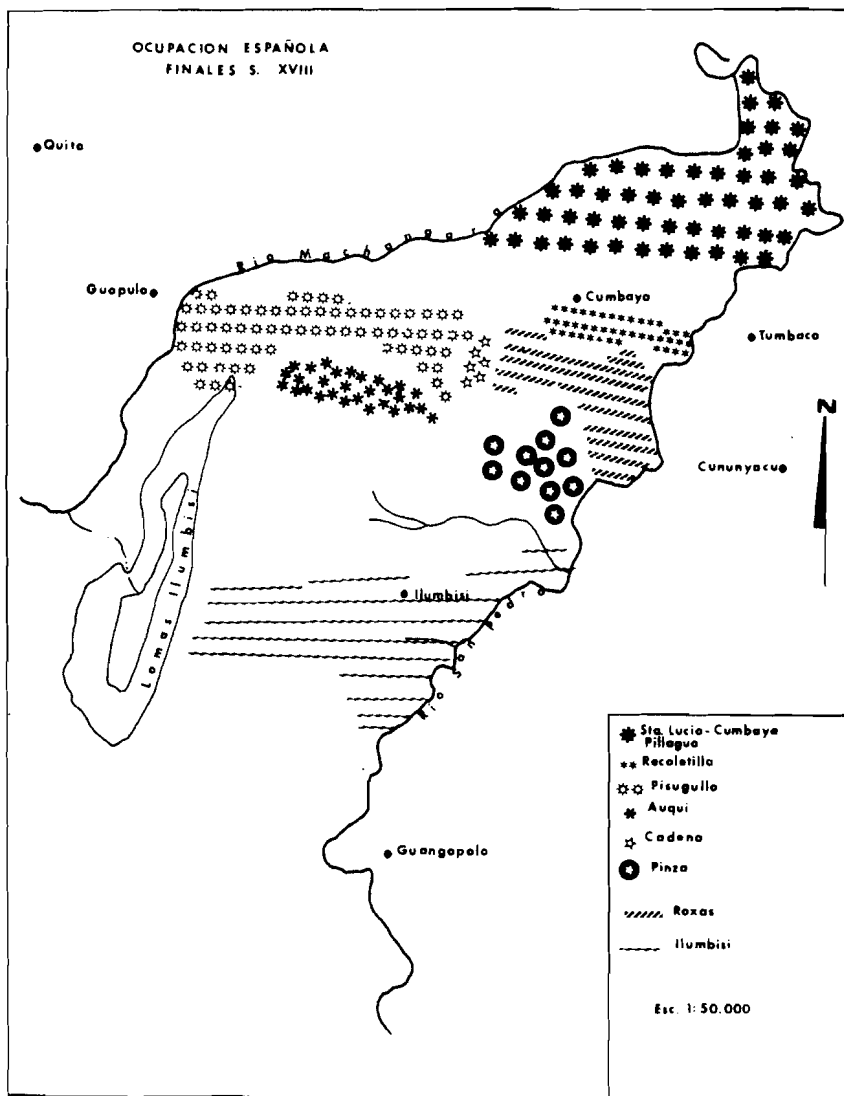 OCUPACION ESPAÑOLA
FINALES S. XVIII
Quito
Rio Machangara
Guapulo
Cumbaya
Tumbaco
N
Cununyacu
Lomas Ilumbisi
Ilumbisi
Rio San Pedro
Guangopolo
Sta. Lucia - Cumbaya
Pillagua
Recoletilla
Pisugullo
Auqui
Cadena
Pinza
Roxas
Ilumbisi
Esc. 1:50.000